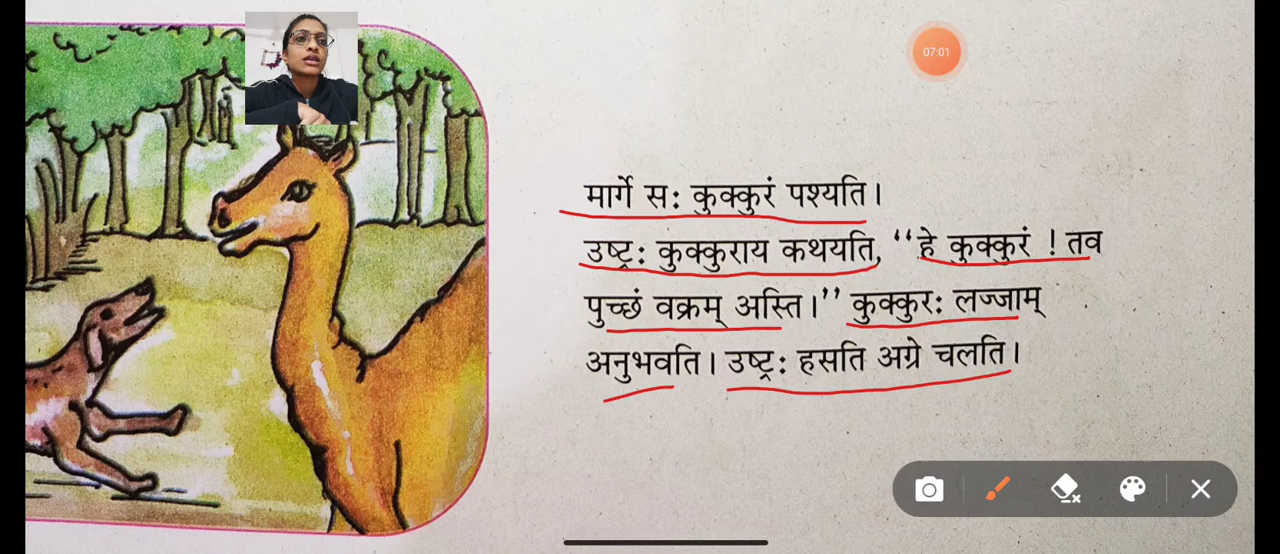 07:01
मार्गे सः कुक्कुरं पश्यति।
उष्ट्रः कुक्कुराय कथयति, “हे कुक्कुरं ! तव
पुच्छं वक्रम् अस्ति।” कुक्कुरः लज्जाम्
अनुभवति। उष्ट्रः हसति अग्रे चलति।